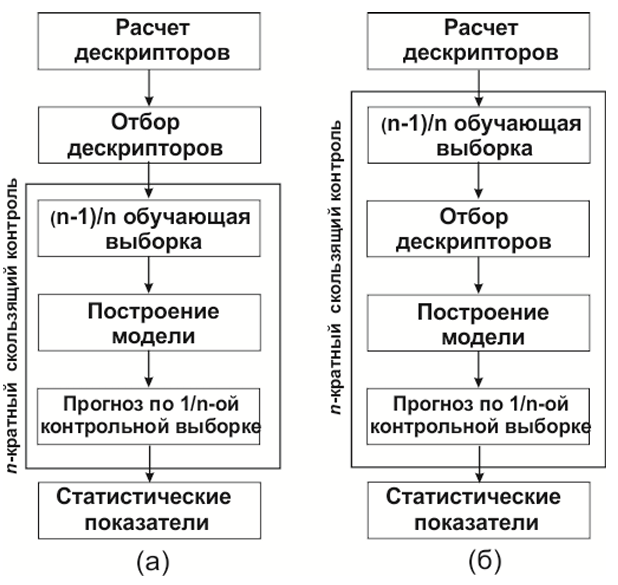 Расчет
дескрипторов
Отбор
дескрипторов
n-кратный скользящий контроль
(n-1)/n обучающая
выборка
Построение
модели
Прогноз по 1/n-ой
контрольной выборке
Статистические
показатели
(а)
Расчет
дескрипторов
n-кратный скользящий контроль
(n-1)/n обучающая
выборка
Отбор
дескрипторов
Построение
модели
Прогноз по 1/n-ой
контрольной выборке
Статистические
показатели
(б)